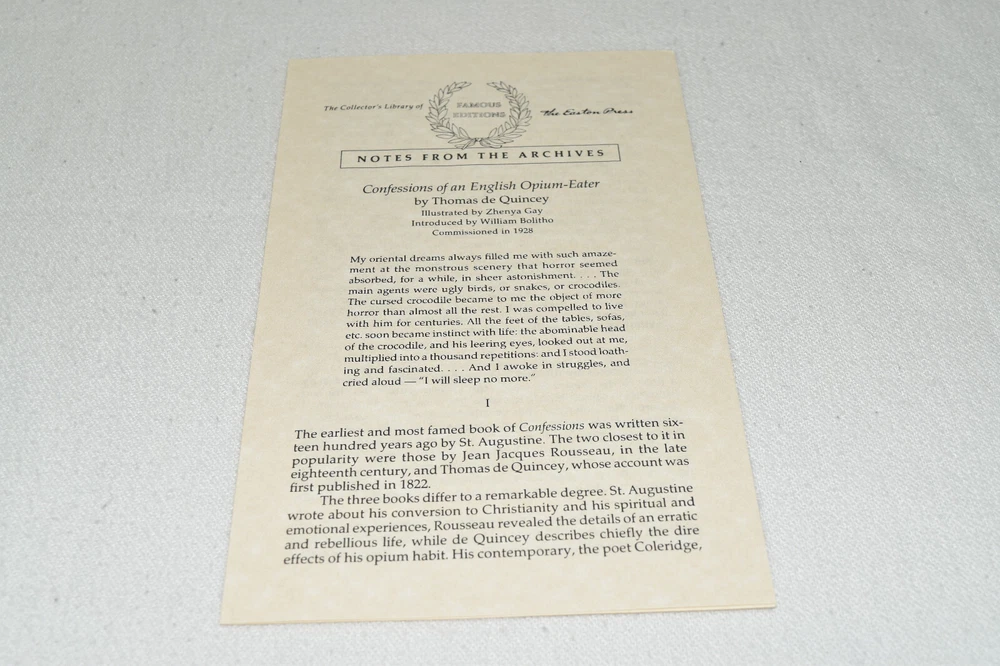 The Collector's Library of
FAMOUS
EDITIONS
the Easton Press
NOTES FROM THE ARCHIVES
Confessions of an English Opium-Eater
by Thomas de Quincey
Illustrated by Zhenya Gay
Introduced by William Bolitho
Commissioned in 1928
My oriental dreams always filled me with such amaze-
ment at the monstrous scenery that horror seemed
absorbed, for a while, in sheer astonishment. . . . The
main agents were ugly birds, or snakes, or crocodiles.
The cursed crocodile became to me the object of more
horror than almost all the rest. I was compelled to live
with him for centuries. All the feet of the tables, sofas,
etc. soon became instinct with life: the abominable head
of the crocodile, and his leering eyes, looked out at me,
multiplied into a thousand repetitions: and I stood loath-
ing and fascinated. . . . And I awoke in struggles, and
cried aloud — "I will sleep no more."
I
The earliest and most famed book of Confessions was written six-
teen hundred years ago by St. Augustine. The two closest to it in
popularity were those by Jean Jacques Rousseau, in the late
eighteenth century, and Thomas de Quincey, whose account was
first published in 1822.
The three books differ to a remarkable degree. St. Augustine
wrote about his conversion to Christianity and his spiritual and
emotional experiences, Rousseau revealed the details of an erratic
and rebellious life, while de Quincey describes chiefly the dire
effects of his opium habit. His contemporary, the poet Coleridge,